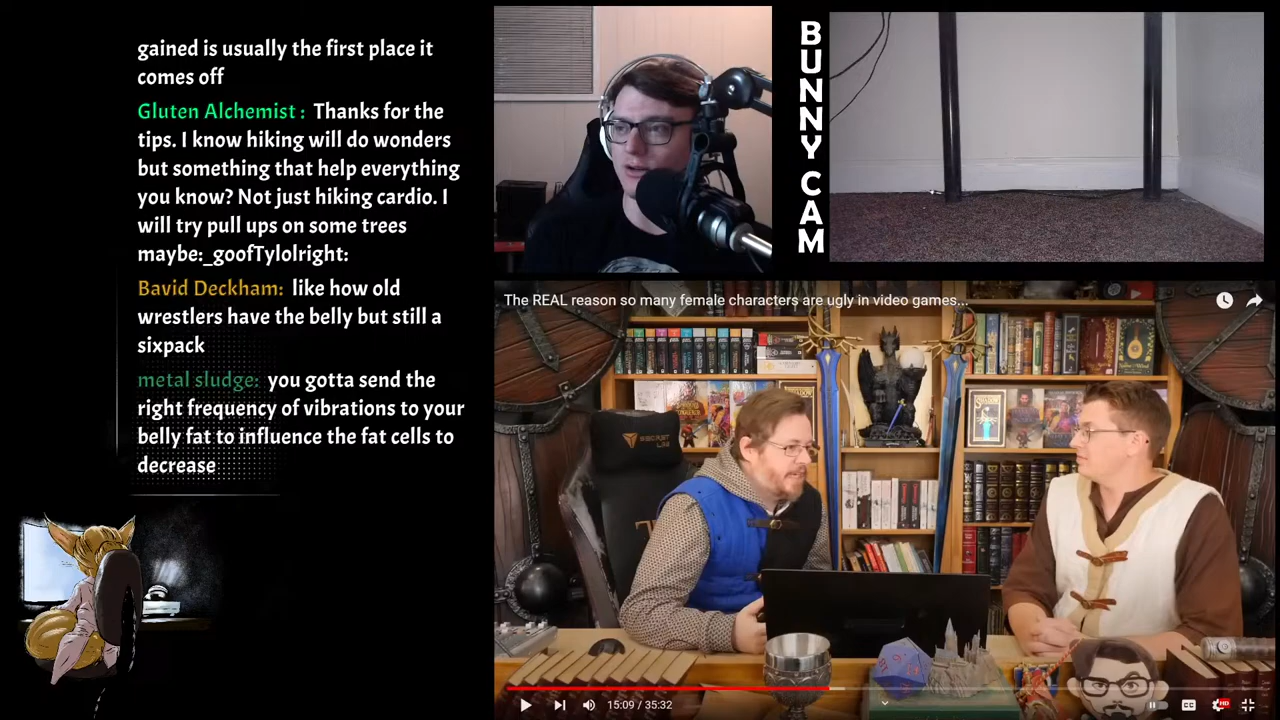 gained is usually the first place it
comes off
Gluten Alchemist : Thanks for the
tips. I know hiking will do wonders
but something that help everything
you know? Not just hiking cardio. I
will try pull ups on some trees
maybe:_goofTylolright:
Bavid Deckham: like how old
wrestlers have the belly but still a
sixpack
metal sludge: you gotta send the
right frequency of vibrations to your
belly fat to influence the fat cells to
decrease
BUNNY CAM
The REAL reason so many female characters are ugly in video games...
SECRET LAB
15:09 / 35:32
CC
HD